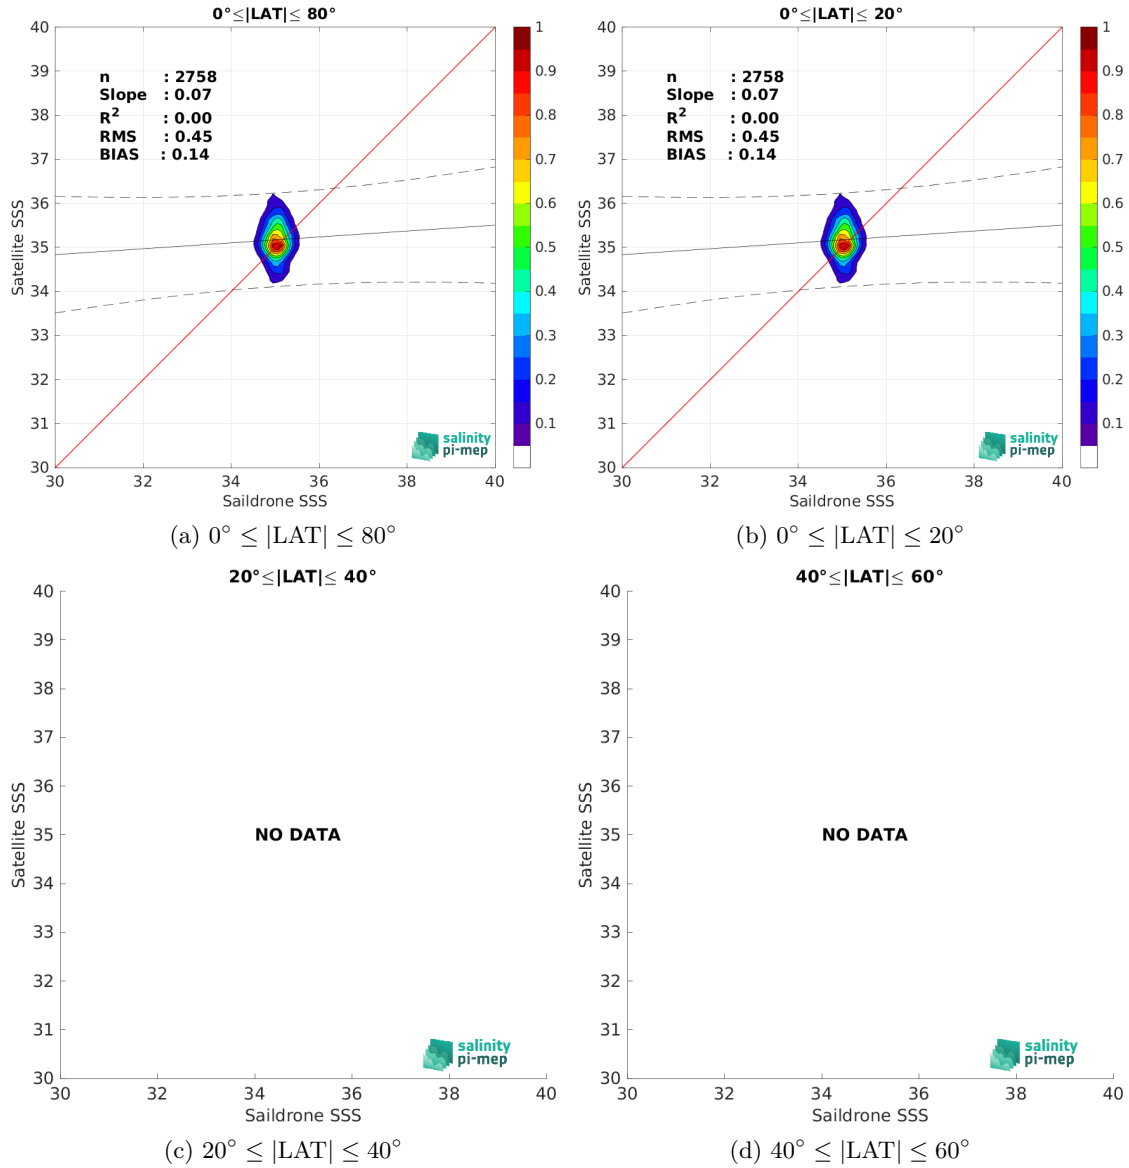 0°≤|LAT|≤ 80°
40
39
38
37
36
35
34
33
32
31
30
n : 2758
Slope : 0.07
R² : 0.00
RMS : 0.45
BIAS : 0.14
Satellite SSS
30 32 34 36 38 40
Saildrone SSS
salinity
pi-mep
1
0.9
0.8
0.7
0.6
0.5
0.4
0.3
0.2
0.1
(a) 0° ≤ |LAT| ≤ 80°
0°≤|LAT|≤ 20°
40
39
38
37
36
35
34
33
32
31
30
n : 2758
Slope : 0.07
R² : 0.00
RMS : 0.45
BIAS : 0.14
Satellite SSS
30 32 34 36 38 40
Saildrone SSS
salinity
pi-mep
1
0.9
0.8
0.7
0.6
0.5
0.4
0.3
0.2
0.1
(b) 0° ≤ |LAT| ≤ 20°
20°≤|LAT|≤ 40°
40
39
38
37
36
35
34
33
32
31
30
Satellite SSS
NO DATA
salinity
pi-mep
30 32 34 36 38 40
Saildrone SSS
(c) 20° ≤ |LAT| ≤ 40°
40°≤|LAT|≤ 60°
40
39
38
37
36
35
34
33
32
31
30
Satellite SSS
NO DATA
salinity
pi-mep
30 32 34 36 38 40
Saildrone SSS
(d) 40° ≤ |LAT| ≤ 60°